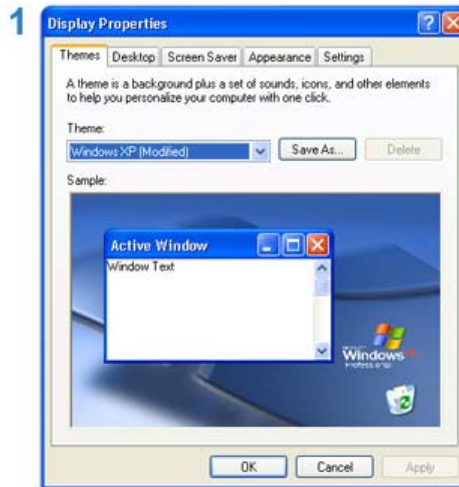 1
Display Properties
Themes Desktop Screen Saver Appearance Settings
A theme is a background plus a set of sounds, icons, and other elements
to help you personalize your computer with one click.
Theme:
Windows XP (Modified) Save As... Delete
Sample:
Active Window
Window Text
Windows
Professional
OK Cancel Apply